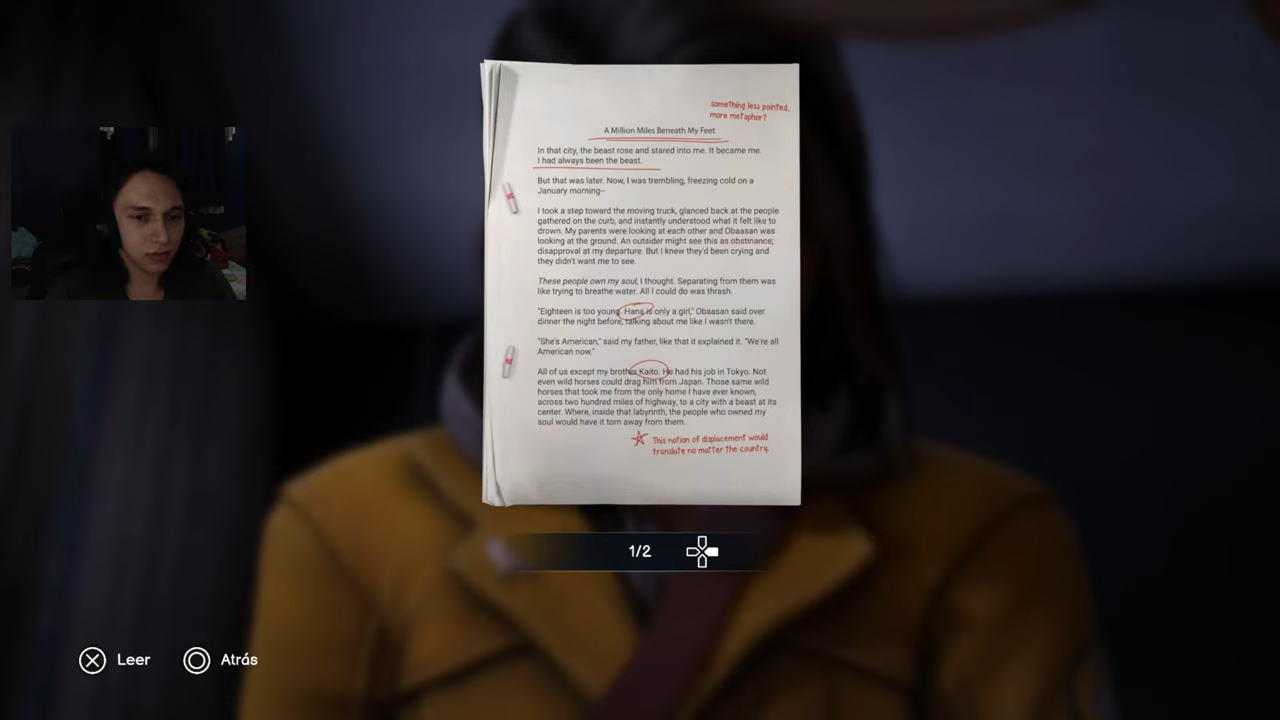 something less pointed,
more metaphor?
A Million Miles Beneath My Feet
In that city, the beast rose and stared into me. It became me.
I had always been the beast.
But that was later. Now, I was trembling, freezing cold on a
January morning--
I took a step toward the moving truck, glanced back at the people
gathered on the curb, and instantly understood what it felt like to
drown. My parents were looking at each other and Obaasan was
looking at the ground. An outsider might see this as obstinance;
disapproval at my departure. But I knew they'd been crying and
they didn't want me to see.
These people own my soul, I thought. Separating from them was
like trying to breathe water. All I could do was thrash.
"Eighteen is too young. Hana is only a girl," Obaasan said over
dinner the night before, talking about me like I wasn't there.
"She's American," said my father, like that it explained it. "We're all
American now."
All of us except my brother Kaito. He had his job in Tokyo. Not
even wild horses could drag him from Japan. Those same wild
horses that took me from the only home I have ever known,
across two hundred miles of highway, to a city with a beast at its
center. Where, inside that labyrinth, the people who owned my
soul would have it torn away from them.
This notion of displacement would
translate no matter the country.
1/2
Leer
Atrás